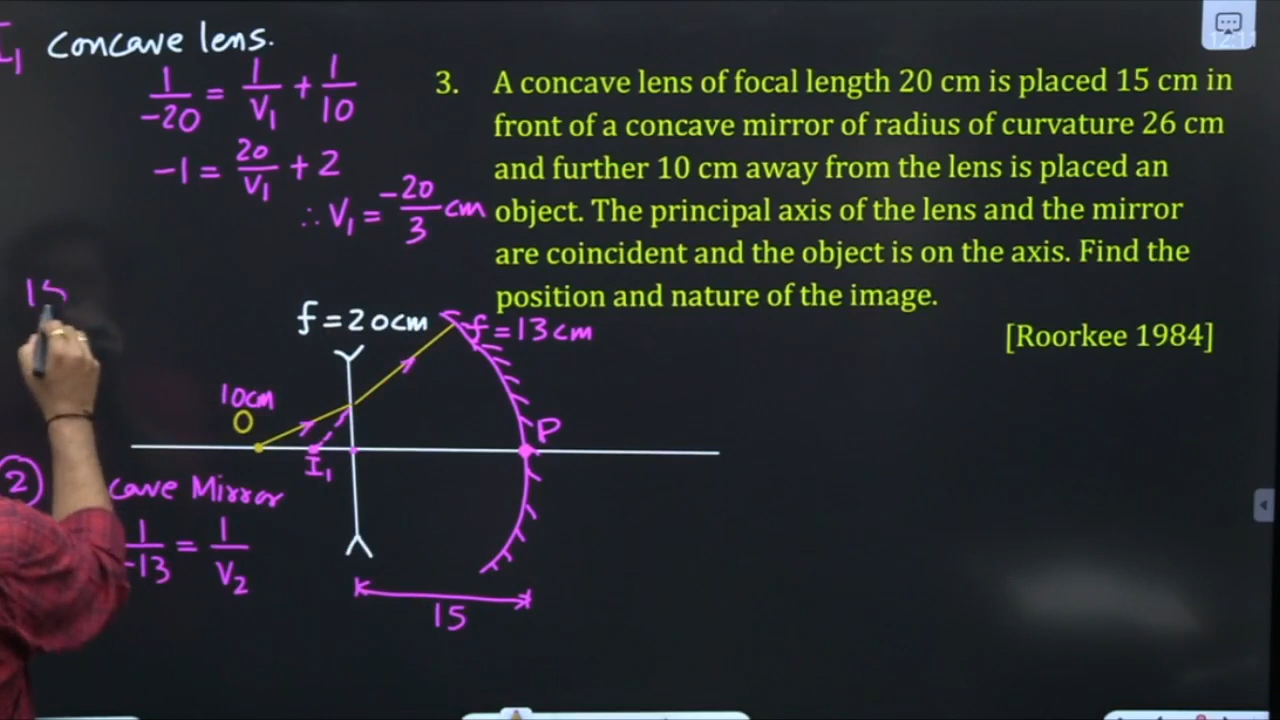 I₁ Concave lens.
1/-20 = 1/V₁ + 1/10
-1 = 20/V₁ + 2
∴ V₁ = -20/3 cm
3. A concave lens of focal length 20 cm is placed 15 cm in
front of a concave mirror of radius of curvature 26 cm
and further 10 cm away from the lens is placed an
object. The principal axis of the lens and the mirror
are coincident and the object is on the axis. Find the
position and nature of the image.
[Roorkee 1984]
15
f=20cm
f=13cm
10cm
O
I₁
P
15
2 cave Mirror
1/-13 = 1/V₂
12:11